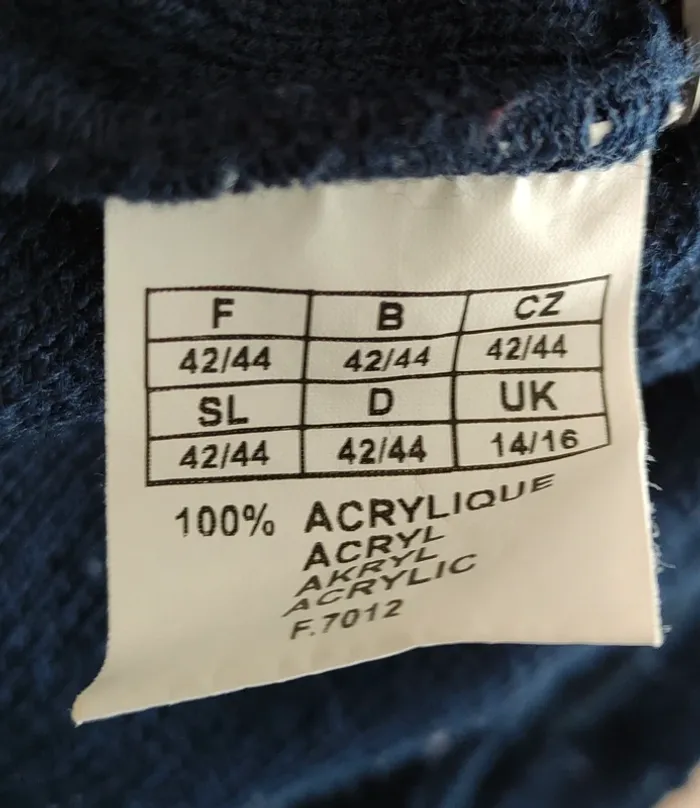 F B CZ
42/44 42/44 42/44
SL D UK
42/44 42/44 14/16
100% ACRYLIQUE
ACRYL
AKRYL
ACRYLIC
F.7012